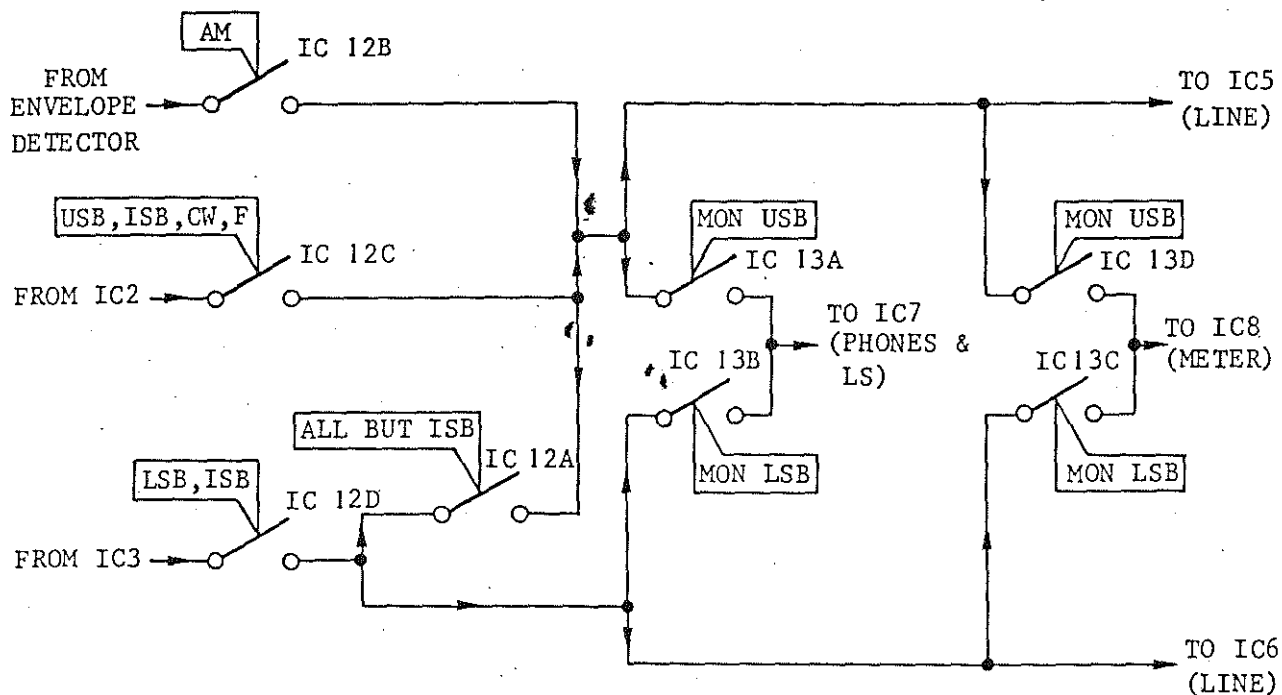 AM
IC 12B
FROM
ENVELOPE
DETECTOR
TO IC5
(LINE)
USB,ISB,CW,F
IC 12C
FROM IC2
MON USB
IC 13A
MON USB
IC 13D
TO IC7
(PHONES &
LS)
TO IC8
(METER)
IC 13B
MON LSB
IC13C
MON LSB
ALL BUT ISB
IC 12A
LSB,ISB
IC 12D
FROM IC3
TO IC6
(LINE)